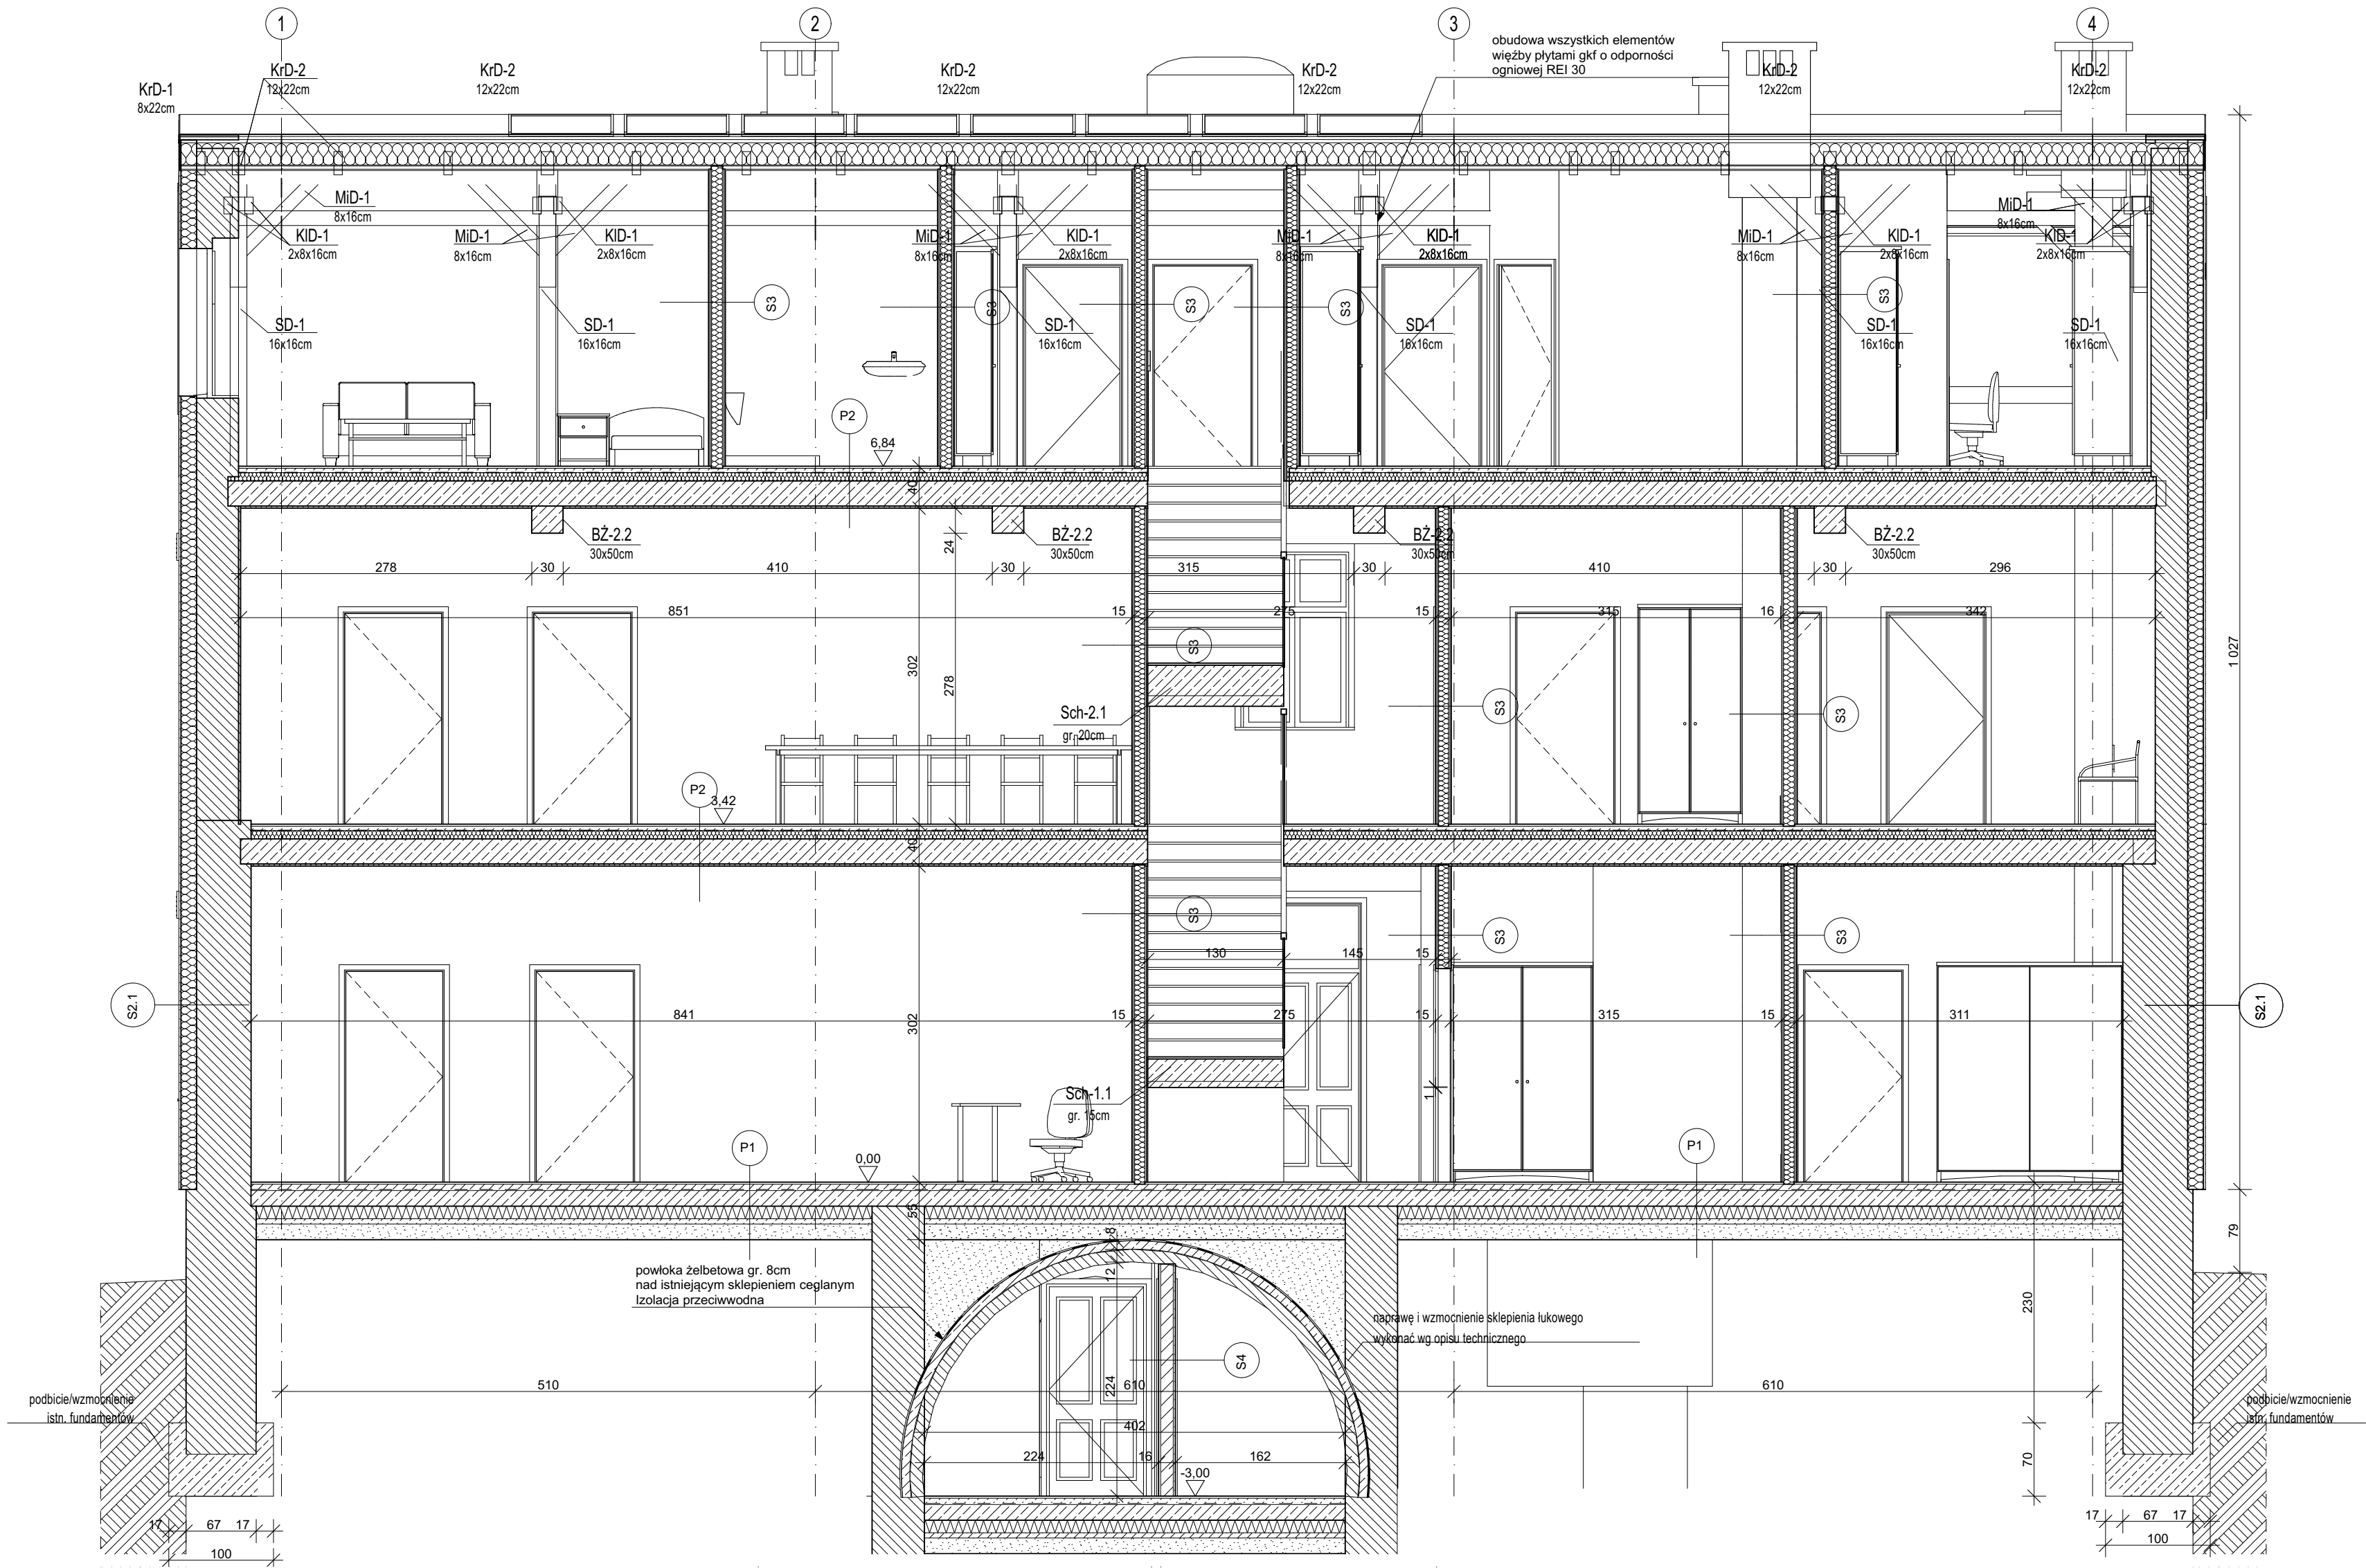 1
2
3
4
KrD-1
8x22cm
KrD-2
12x22cm
KrD-2
12x22cm
KrD-2
12x22cm
KrD-2
12x22cm
obudowa wszystkich elementów
więźby płytami gkf o odporności
ogniowej REI 30
KrD-2
12x22cm
KrD-2
12x22cm
MiD-1
8x16cm
KlD-1
2x8x16cm
MiD-1
8x16cm
KlD-1
2x8x16cm
MiD-1
8x16cm
KlD-1
2x8x16cm
MiD-1
8x16cm
KlD-1
2x8x16cm
MiD-1
8x16cm
KlD-1
2x8x16cm
MiD-1
8x16cm
KlD-1
2x8x16cm
S3
S3
S3
S3
S3
SD-1
16x16cm
SD-1
16x16cm
SD-1
16x16cm
SD-1
16x16cm
SD-1
16x16cm
SD-1
16x16cm
P2
6,84
40
24
BŻ-2.2
30x50cm
BŻ-2.2
30x50cm
BŻ-2.2
30x50cm
BŻ-2.2
30x50cm
278
30
410
30
315
30
410
30
296
851
15
275
15
315
16
342
1 027
S3
302
278
Sch-2.1
gr. 20cm
S3
S3
P2
3,42
40
S3
S3
S3
130
145
15
S2.1
S2.1
841
15
275
15
315
15
311
302
Sch-1.1
gr. 15cm
1
P1
P1
0,00
55
8
12
79
powłoka żelbetowa gr. 8cm
nad istniejącym sklepieniem ceglanym
Izolacja przeciwwodna
naprawę i wzmocnienie sklepienia łukowego
wykonać wg opisu technicznego
230
S4
510
610
610
224
402
podbicie/wzmocnienie
istn. fundamentów
podbicie/wzmocnienie
istn. fundamentów
224
16
162
-3,00
70
17
67
17
100
17
67
17
100